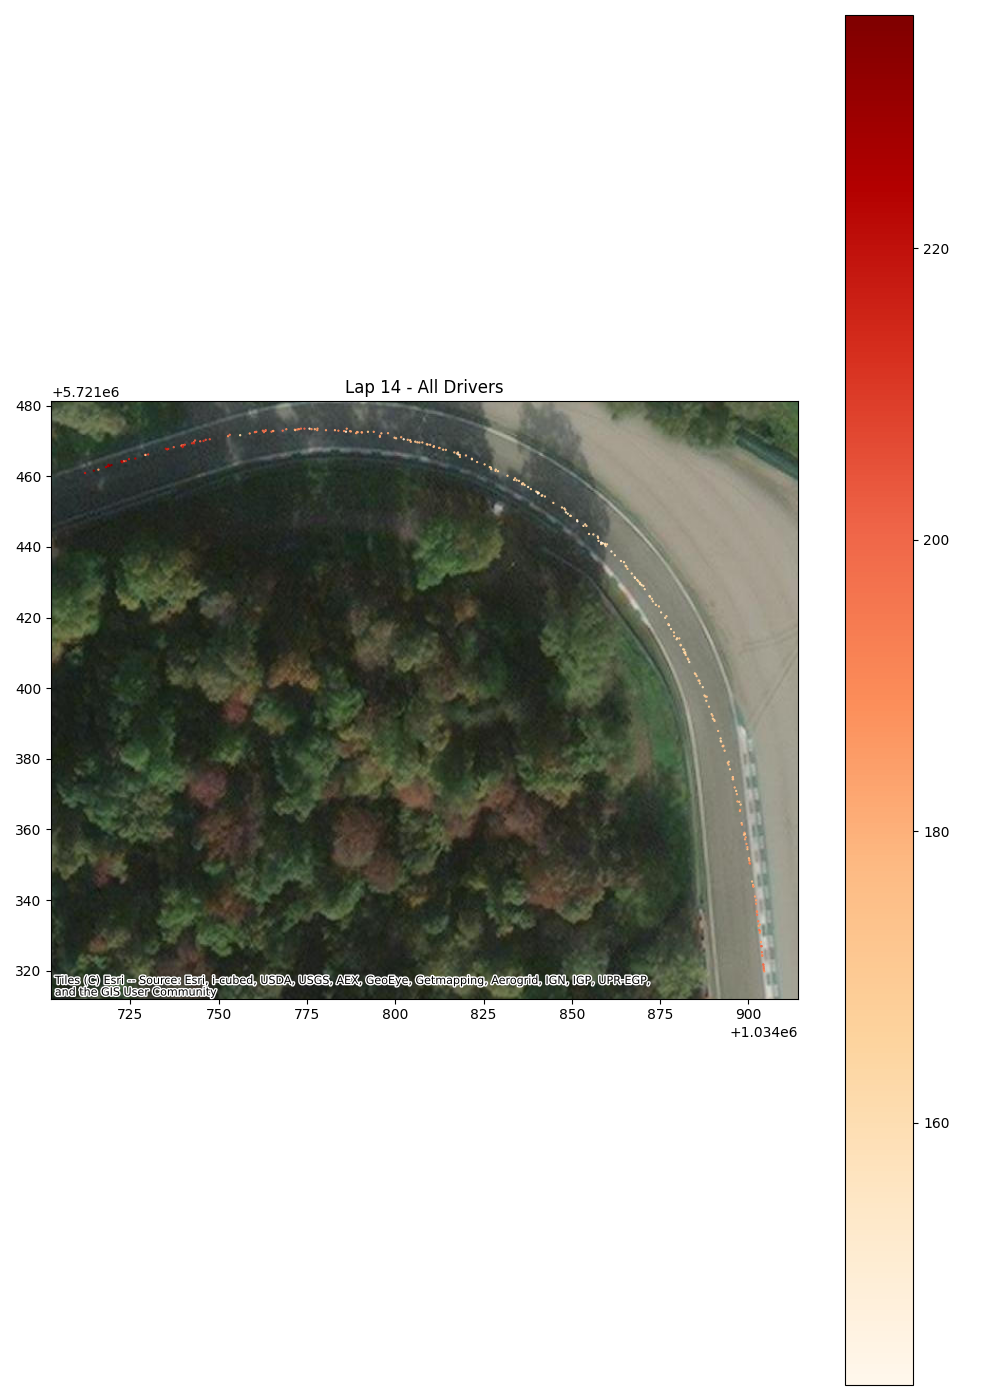 Lap 14 - All Drivers
+5.721e6
480
460
440
420
400
380
360
340
320
Tiles (C) Esri -- Source: Esri, i-cubed, USDA, USGS, AEX, GeoEye, Getmapping, Aerogrid, IGN, IGP, UPR-EGP,
and the GIS User Community
725 750 775 800 825 850 875 900
+1.034e6
220
200
180
160